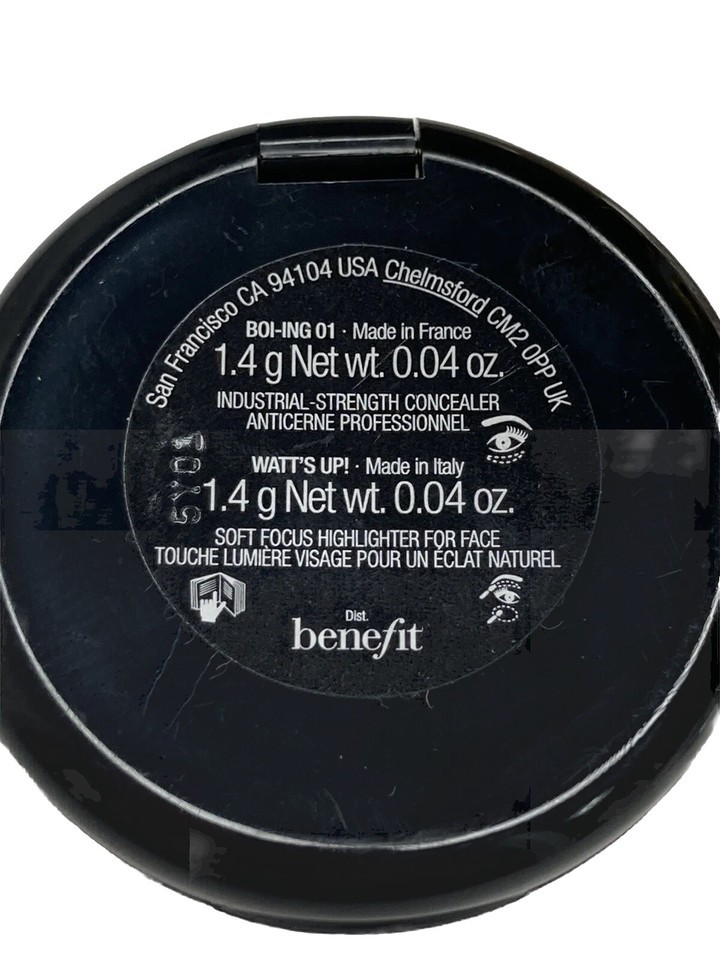 San Francisco CA 94104 USA Chelmsford CM2 0PP UK
BOI-ING 01 · Made in France
1.4 g Net wt. 0.04 oz.
INDUSTRIAL-STRENGTH CONCEALER
ANTICERNE PROFESSIONNEL
WATT'S UP! · Made in Italy
1.4 g Net wt. 0.04 oz.
SOFT FOCUS HIGHLIGHTER FOR FACE
TOUCHE LUMIÈRE VISAGE POUR UN ÉCLAT NATUREL
Dist.
benefit
5Y01